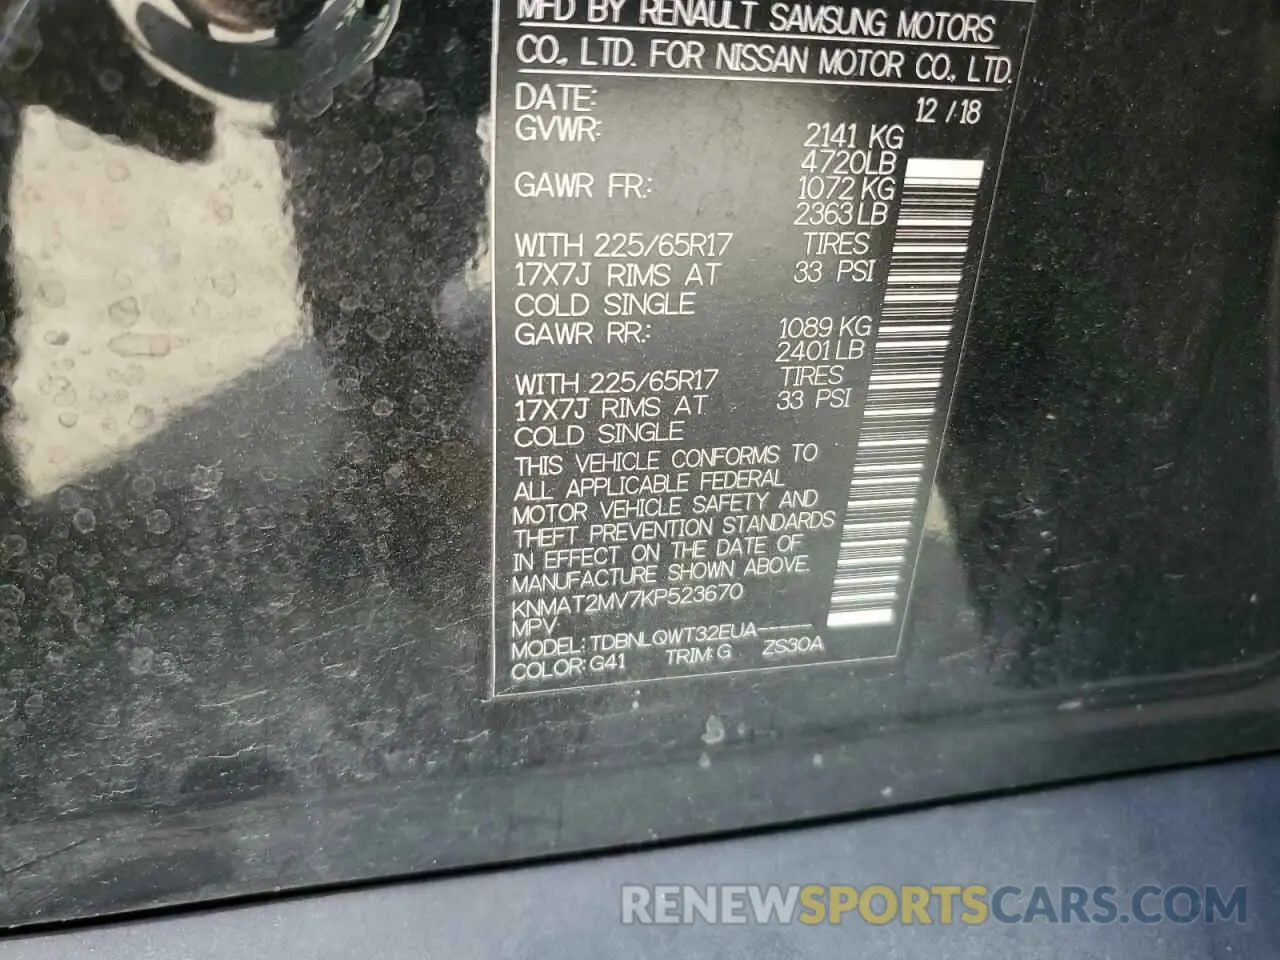 MFD BY RENAULT SAMSUNG MOTORS
CO., LTD. FOR NISSAN MOTOR CO., LTD.
DATE: 12 /18
GVWR: 2141 KG
4720LB
GAWR FR.: 1072 KG
2363 LB
WITH 225/65R17 TIRES
17X7J RIMS AT 33 PSI
COLD SINGLE
GAWR RR.: 1089 KG
2401 LB
WITH 225/65R17 TIRES
17X7J RIMS AT 33 PSI
COLD SINGLE
THIS VEHICLE CONFORMS TO
ALL APPLICABLE FEDERAL
MOTOR VEHICLE SAFETY AND
THEFT PREVENTION STANDARDS
IN EFFECT ON THE DATE OF
MANUFACTURE SHOWN ABOVE.
KNMAT2MV7KP523670
MPV
MODEL: TDBNLQWT32EUA-----
COLOR: G41 TRIM: G ZS30A
RENEWSPORTSCARS.COM